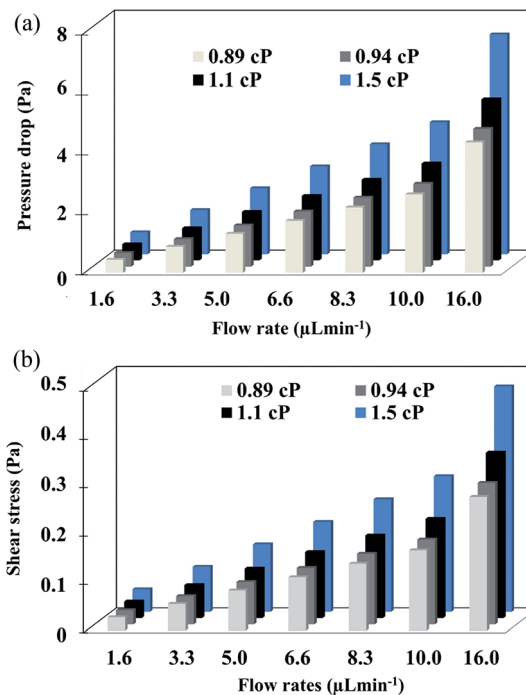 (a)
8
6
4
2
0
Pressure drop (Pa)
0.89 cP
0.94 cP
1.1 cP
1.5 cP
1.6 3.3 5.0 6.6 8.3 10.0 16.0
Flow rate (µLmin⁻¹)
(b)
0.5
0.4
0.3
0.2
0.1
0
Shear stress (Pa)
0.89 cP
0.94 cP
1.1 cP
1.5 cP
1.6 3.3 5.0 6.6 8.3 10.0 16.0
Flow rates (µLmin⁻¹)